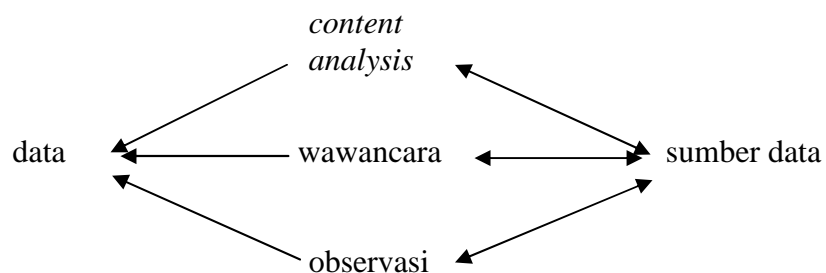 content
analysis
data
wawancara
sumber data
observasi